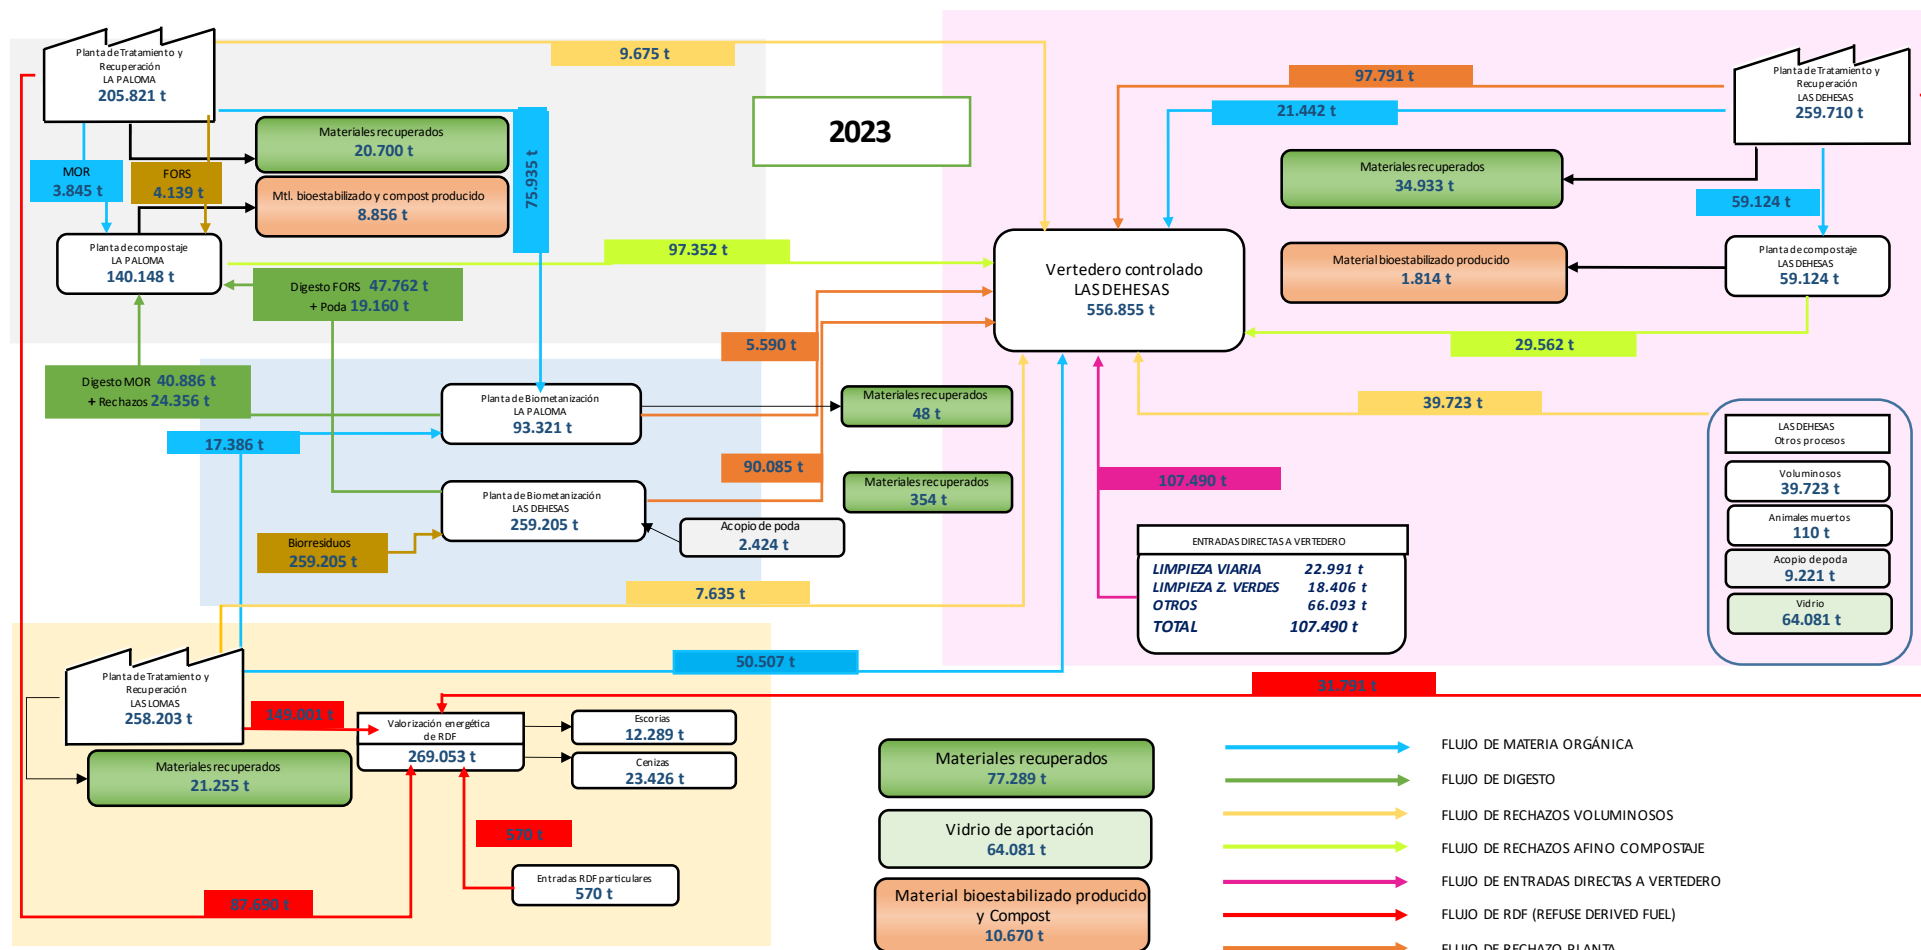 Planta de Tratamiento y
Recuperación
LA PALOMA
205.821 t
9.675 t
97.791 t
21.442 t
Planta de Tratamiento y
Recuperación
LAS DEHESAS
259.710 t
2023
Materiales recuperados
20.700 t
75.935 t
MOR
3.845 t
FORS
4.139 t
Mtl. bioestabilizado y compost producido
8.856 t
Materiales recuperados
34.933 t
59.124 t
Planta de compostaje
LA PALOMA
140.148 t
97.352 t
Vertedero controlado
LAS DEHESAS
556.855 t
Material bioestabilizado producido
1.814 t
Planta de compostaje
LAS DEHESAS
59.124 t
Digesto FORS 47.762 t
+ Poda 19.160 t
5.590 t
29.562 t
Digesto MOR 40.886 t
+ Rechazos 24.356 t
Planta de Biometanización
LA PALOMA
93.321 t
Materiales recuperados
48 t
39.723 t
17.386 t
90.085 t
LAS DEHESAS
Otros procesos
Voluminosos
39.723 t
Animales muertos
110 t
Acopio de poda
9.221 t
Vidrio
64.081 t
Planta de Biometanización
LAS DEHESAS
259.205 t
Materiales recuperados
354 t
107.490 t
Acopio de poda
2.424 t
Biorresiduos
259.205 t
ENTRADAS DIRECTAS A VERTEDERO
LIMPIEZA VIARIA 22.991 t
LIMPIEZA Z. VERDES 18.406 t
OTROS 66.093 t
TOTAL 107.490 t
7.635 t
50.507 t
31.791 t
Planta de Tratamiento y
Recuperación
LAS LOMAS
258.203 t
149.001 t
Valorización energética
de RDF
269.053 t
Escorias
12.289 t
Cenizas
23.426 t
Materiales recuperados
21.255 t
570 t
Entradas RDF particulares
570 t
87.690 t
Materiales recuperados
77.289 t
Vidrio de aportación
64.081 t
Material bioestabilizado producido
y Compost
10.670 t
FLUJO DE MATERIA ORGÁNICA
FLUJO DE DIGESTO
FLUJO DE RECHAZOS VOLUMINOSOS
FLUJO DE RECHAZOS AFINO COMPOSTAJE
FLUJO DE ENTRADAS DIRECTAS A VERTEDERO
FLUJO DE RDF (REFUSE DERIVED FUEL)
FLUJO DE RECHAZO PLANTA